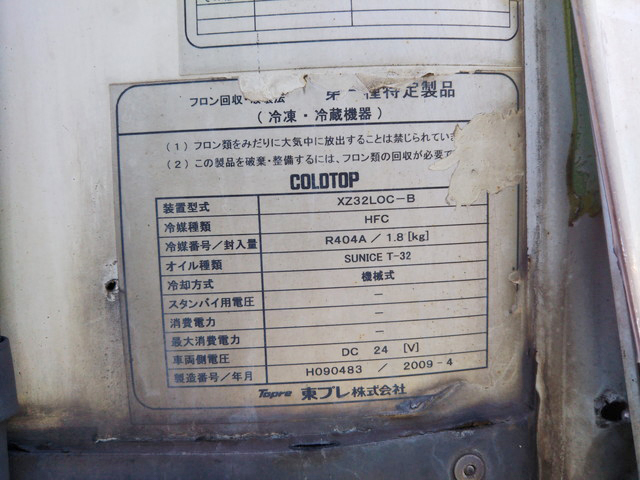 フロン回収・破壊法 第一種特定製品
(冷凍・冷蔵機器)
(1) フロン類をみだりに大気中に放出することは禁じられていま
(2) この製品を破棄・整備するには、フロン類の回収が必要で
COLDTOP
装置型式 XZ32LOC-B
冷媒種類 HFC
冷媒番号/封入量 R404A / 1.8 [kg]
オイル種類 SUNICE T-32
冷却方式 機械式
スタンバイ用電圧 －
消費電力 －
最大消費電力 －
車両側電圧 DC 24 [V]
製造番号/年月 H090483 / 2009-4
Topre 東プレ株式会社